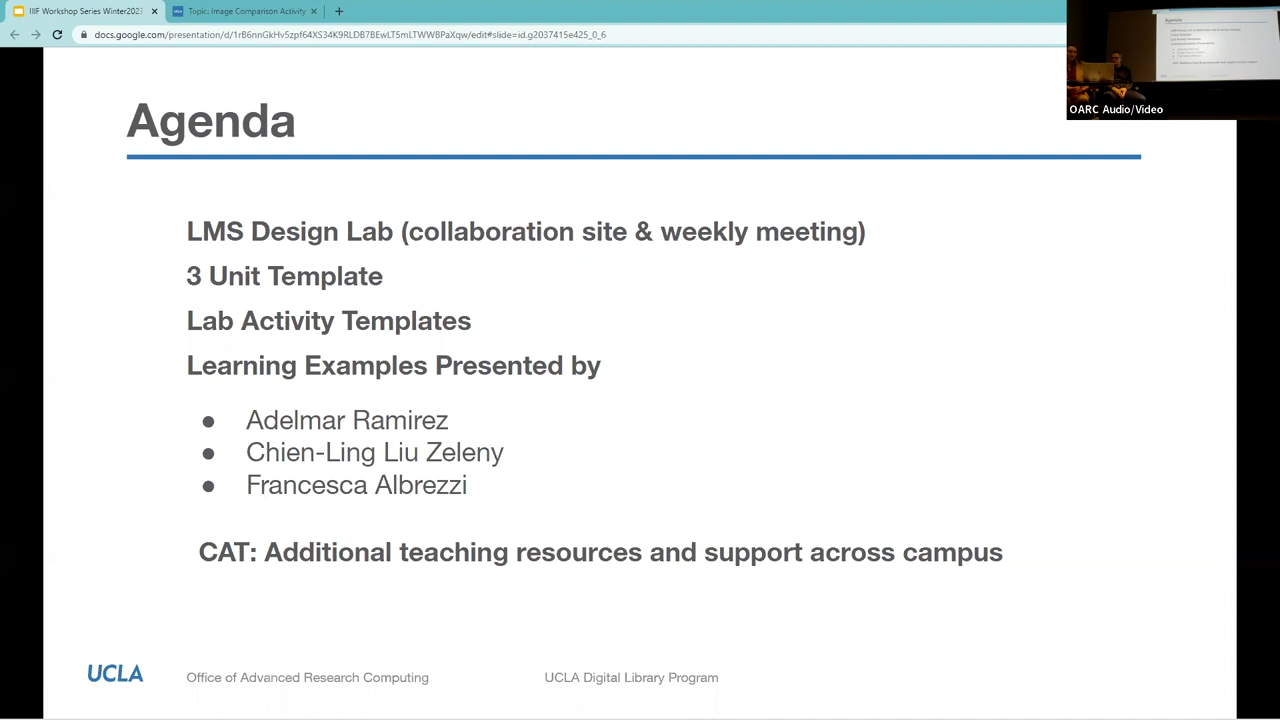 IIIF Workshop Series Winter2023
Topic: Image Comparison Activity
docs.google.com/presentation/d/1rB6nnGkHv5zpf64XS34K9RLDB7BEwLT5mLTWWBPaXqw/edit#slide=id.g2037415e425_0_6
OARC Audio/Video
Agenda
LMS Design Lab (collaboration site & weekly meeting)
3 Unit Template
Lab Activity Templates
Learning Examples Presented by
● Adelmar Ramirez
● Chien-Ling Liu Zeleny
● Francesca Albrezzi
CAT: Additional teaching resources and support across campus
UCLA Office of Advanced Research Computing UCLA Digital Library Program